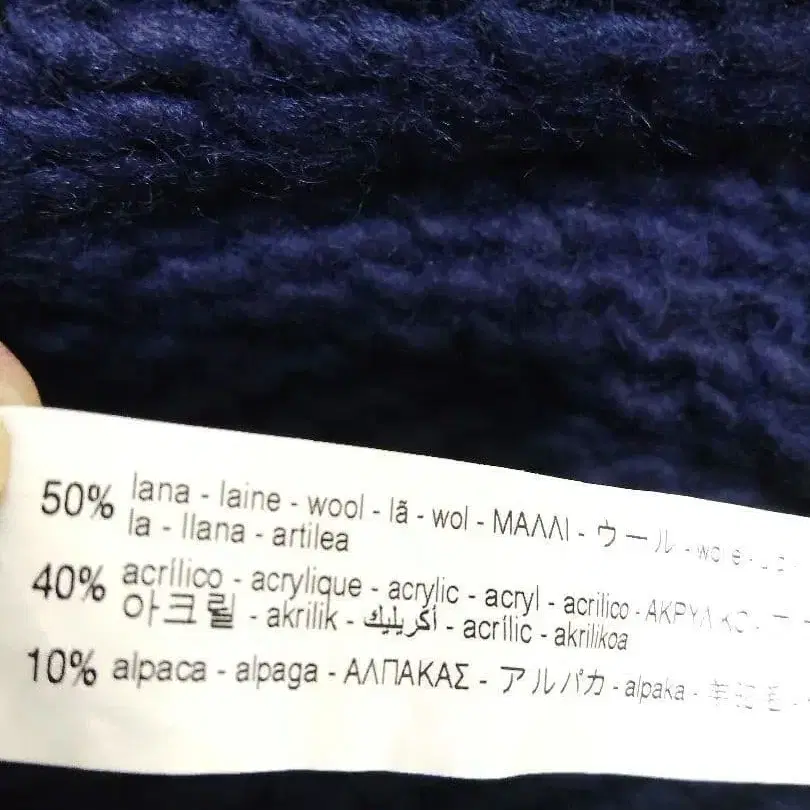 50% lana - laine - wool - lã - wol - ΜΑΛΛΙ - ウール -
la - llana - artilea
40% acrílico - acrylique - acrylic - acryl - acrilico -
아크릴 - akrilik - أكريليك - acrílic - akrilikoa
10% alpaca - alpaga - ΑΛΠΑΚΑΣ - アルパカ - alpaka -